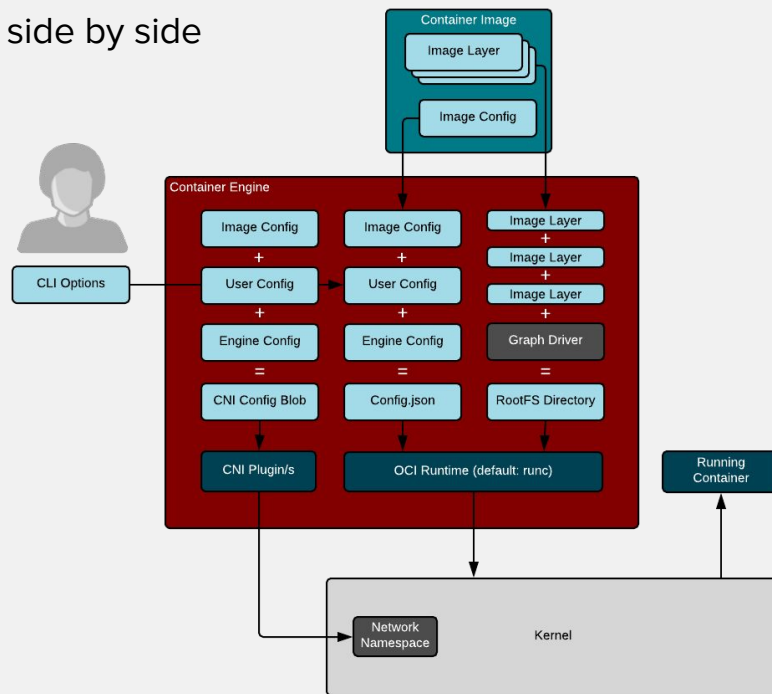 side by side
Container Image
Image Layer
Image Config
Container Engine
Image Config
+
User Config
+
Engine Config
=
CNI Config Blob
CNI Plugin/s
Image Config
+
User Config
+
Engine Config
=
Config.json
Image Layer
+
Image Layer
+
Image Layer
+
Graph Driver
=
RootFS Directory
OCI Runtime (default: runc)
CLI Options
Running
Container
Network
Namespace
Kernel